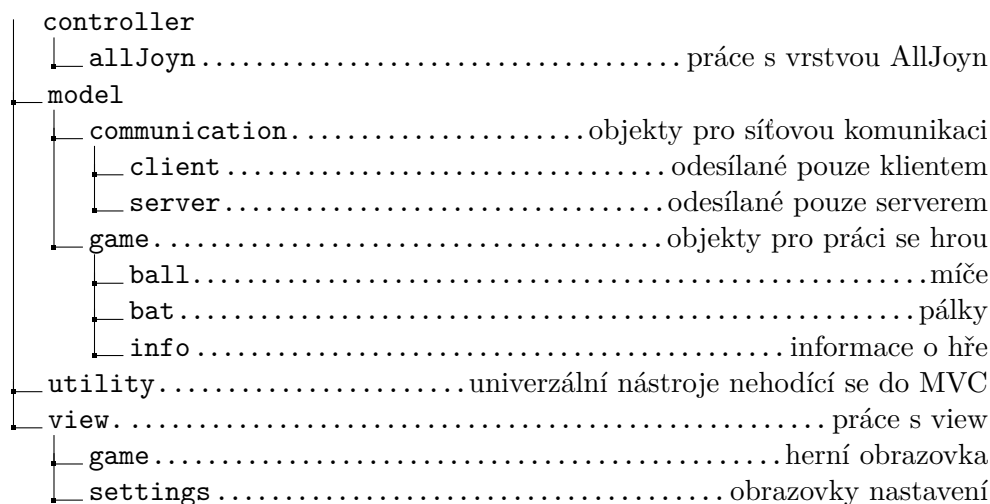 controller
allJoyn....................................práce s vrstvou AllJoyn
model
communication......................objekty pro síťovou komunikaci
client.................................odesílané pouze klientem
server.................................odesílané pouze serverem
game......................................objekty pro práci se hrou
ball.......................................................míče
bat.......................................................pálky
info............................................informace o hře
utility.......................univerzální nástroje nehodící se do MVC
view......................................................práce s view
game...............................................herní obrazovka
settings......................................obrazovky nastavení